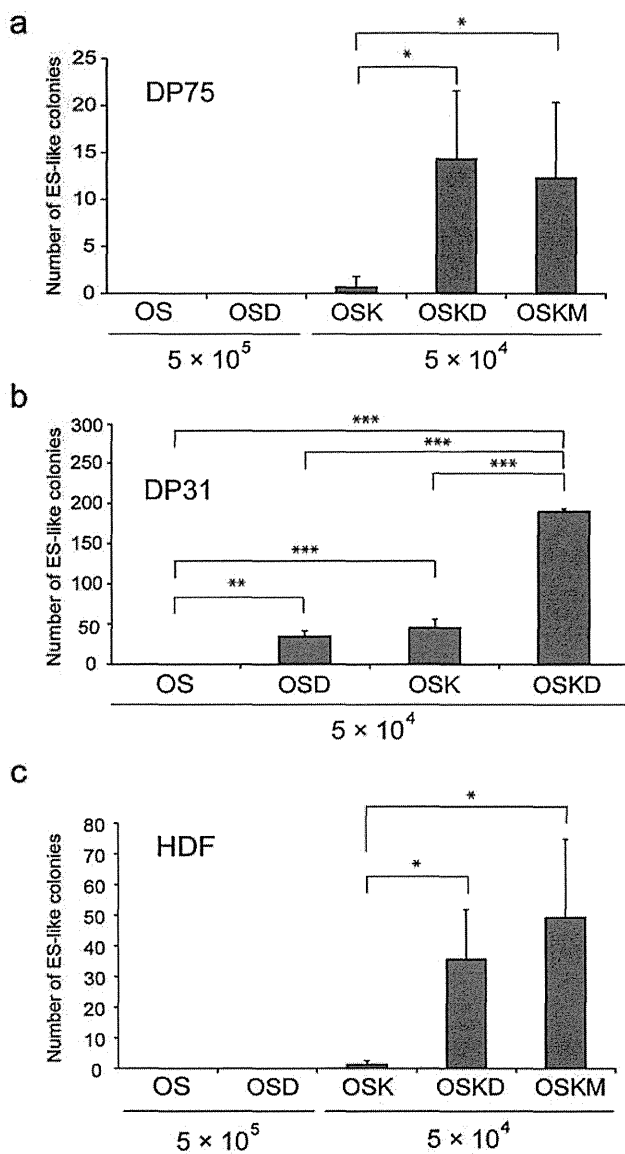 a
*
*
25
20
15
10
5
0
Number of ES-like colonies
DP75
OS OSD OSK OSKD OSKM
5 × 10⁵ 5 × 10⁴
b
***
***
***
***
**
300
250
200
150
100
50
0
Number of ES-like colonies
DP31
OS OSD OSK OSKD
5 × 10⁴
c
*
*
80
70
60
50
40
30
20
10
0
Number of ES-like colonies
HDF
OS OSD OSK OSKD OSKM
5 × 10⁵ 5 × 10⁴